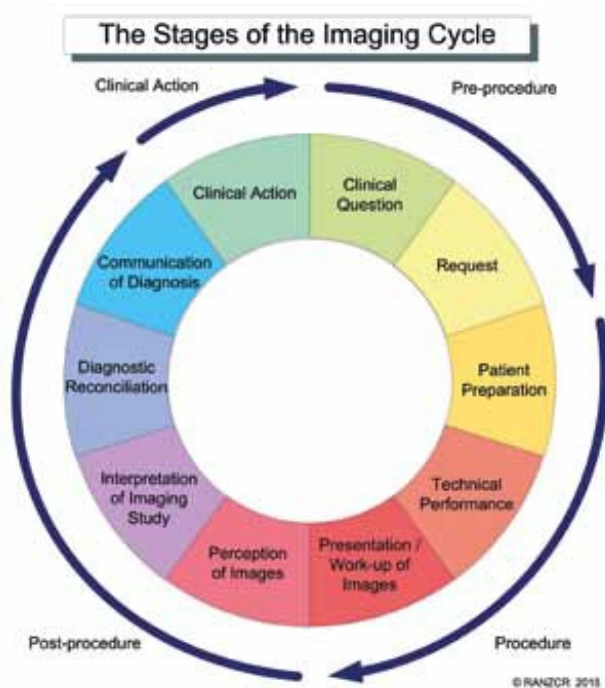 The Stages of the Imaging Cycle
Clinical Action
Pre-procedure
Clinical Action
Clinical
Question
Request
Patient
Preparation
Technical
Performance
Presentation /
Work-up of
Images
Perception
of Images
Interpretation
of Imaging
Study
Diagnostic
Reconciliation
Communication
of Diagnosis
Post-procedure
Procedure
© RANZCR 2015